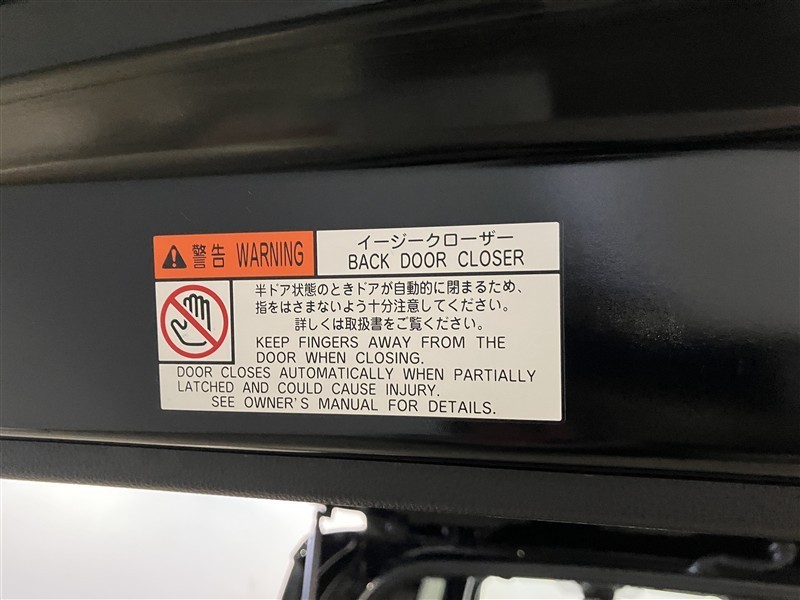 警告 WARNING
イージークローザー
BACK DOOR CLOSER
半ドア状態のときドアが自動的に閉まるため、
指をはさまないよう十分注意してください。
詳しくは取扱書をご覧ください。
KEEP FINGERS AWAY FROM THE
DOOR WHEN CLOSING.
DOOR CLOSES AUTOMATICALLY WHEN PARTIALLY
LATCHED AND COULD CAUSE INJURY.
SEE OWNER'S MANUAL FOR DETAILS.